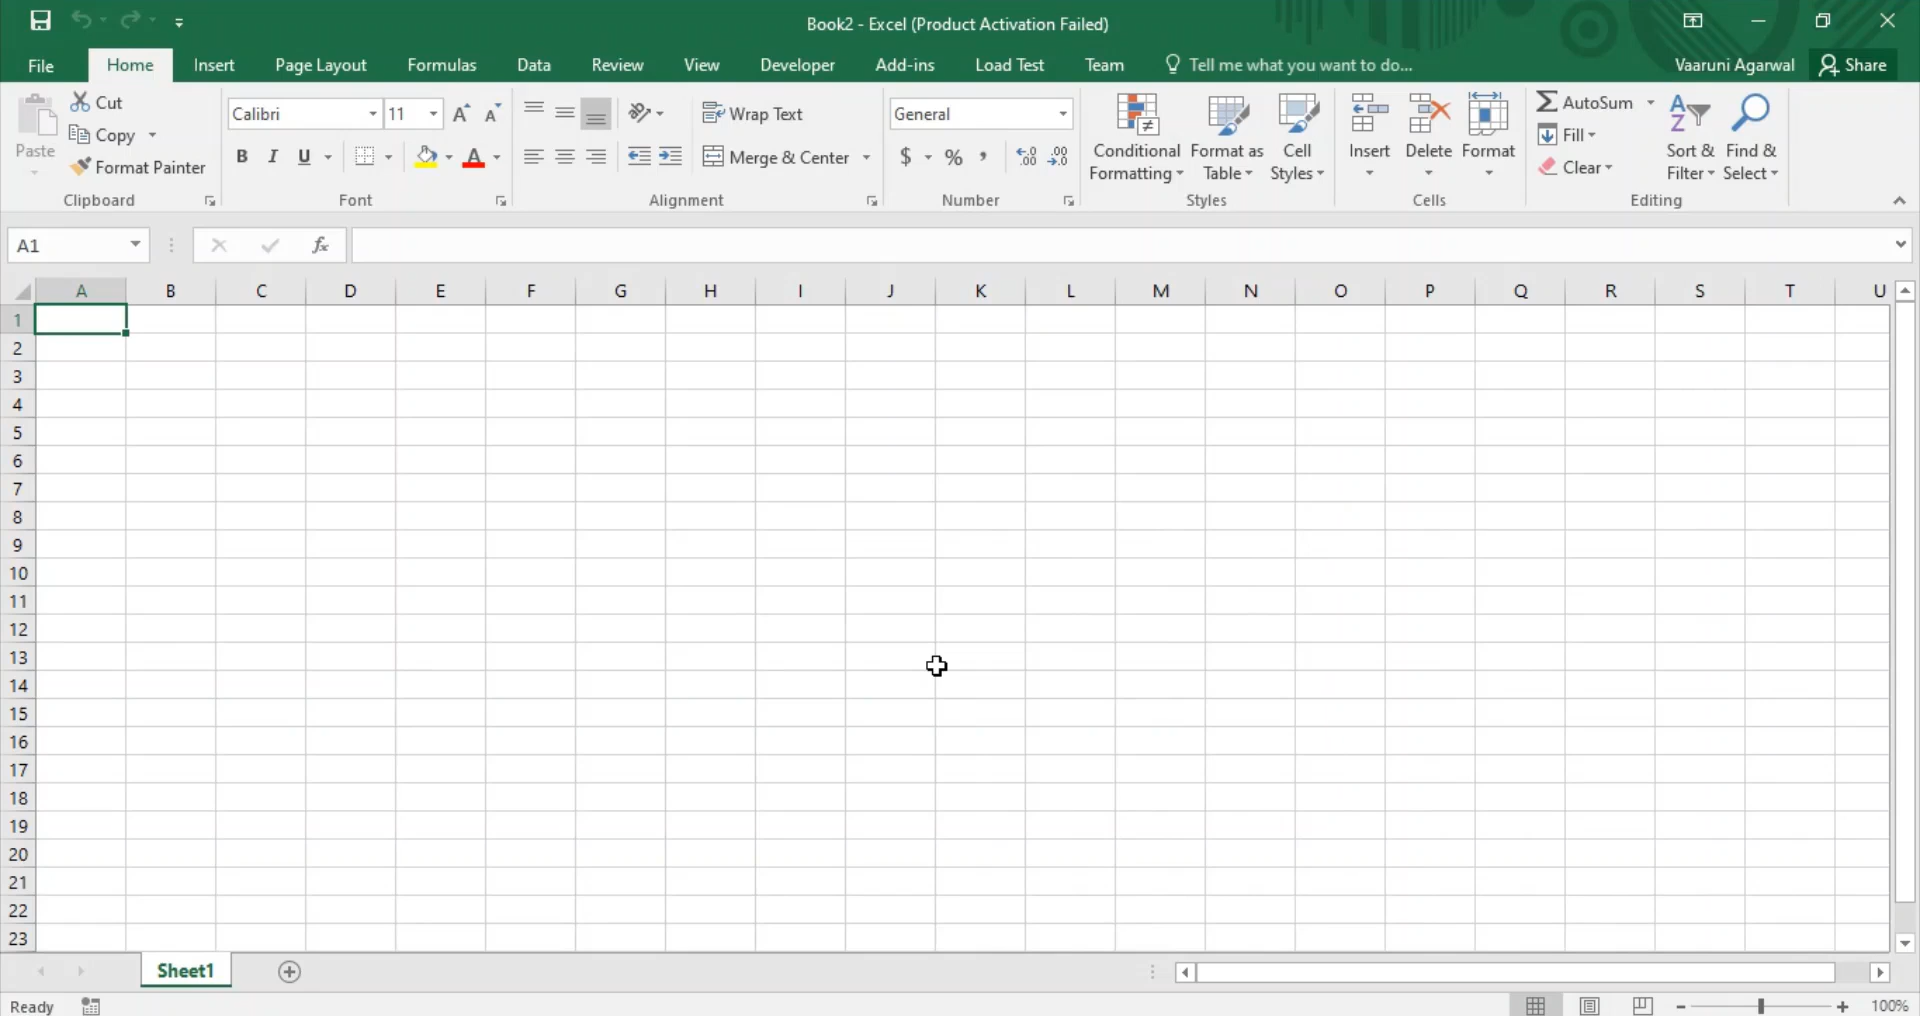 Book2 - Excel (Product Activation Failed)
File Home Insert Page Layout Formulas Data Review View Developer Add-ins Load Test Team Tell me what you want to do... Vaaruni Agarwal Share
Paste
Cut
Copy
Format Painter
Clipboard
Calibri 11
B I U A
Font
Wrap Text
Merge & Center
Alignment
General
$ % ,
Number
Conditional Formatting
Format as Table
Cell Styles
Styles
Insert
Delete
Format
Cells
AutoSum
Fill
Clear
Sort & Filter
Find & Select
Editing
A1 fx
A B C D E F G H I J K L M N O P Q R S T U
1
2
3
4
5
6
7
8
9
10
11
12
13
14
15
16
17
18
19
20
21
22
23
Sheet1
Ready 100%